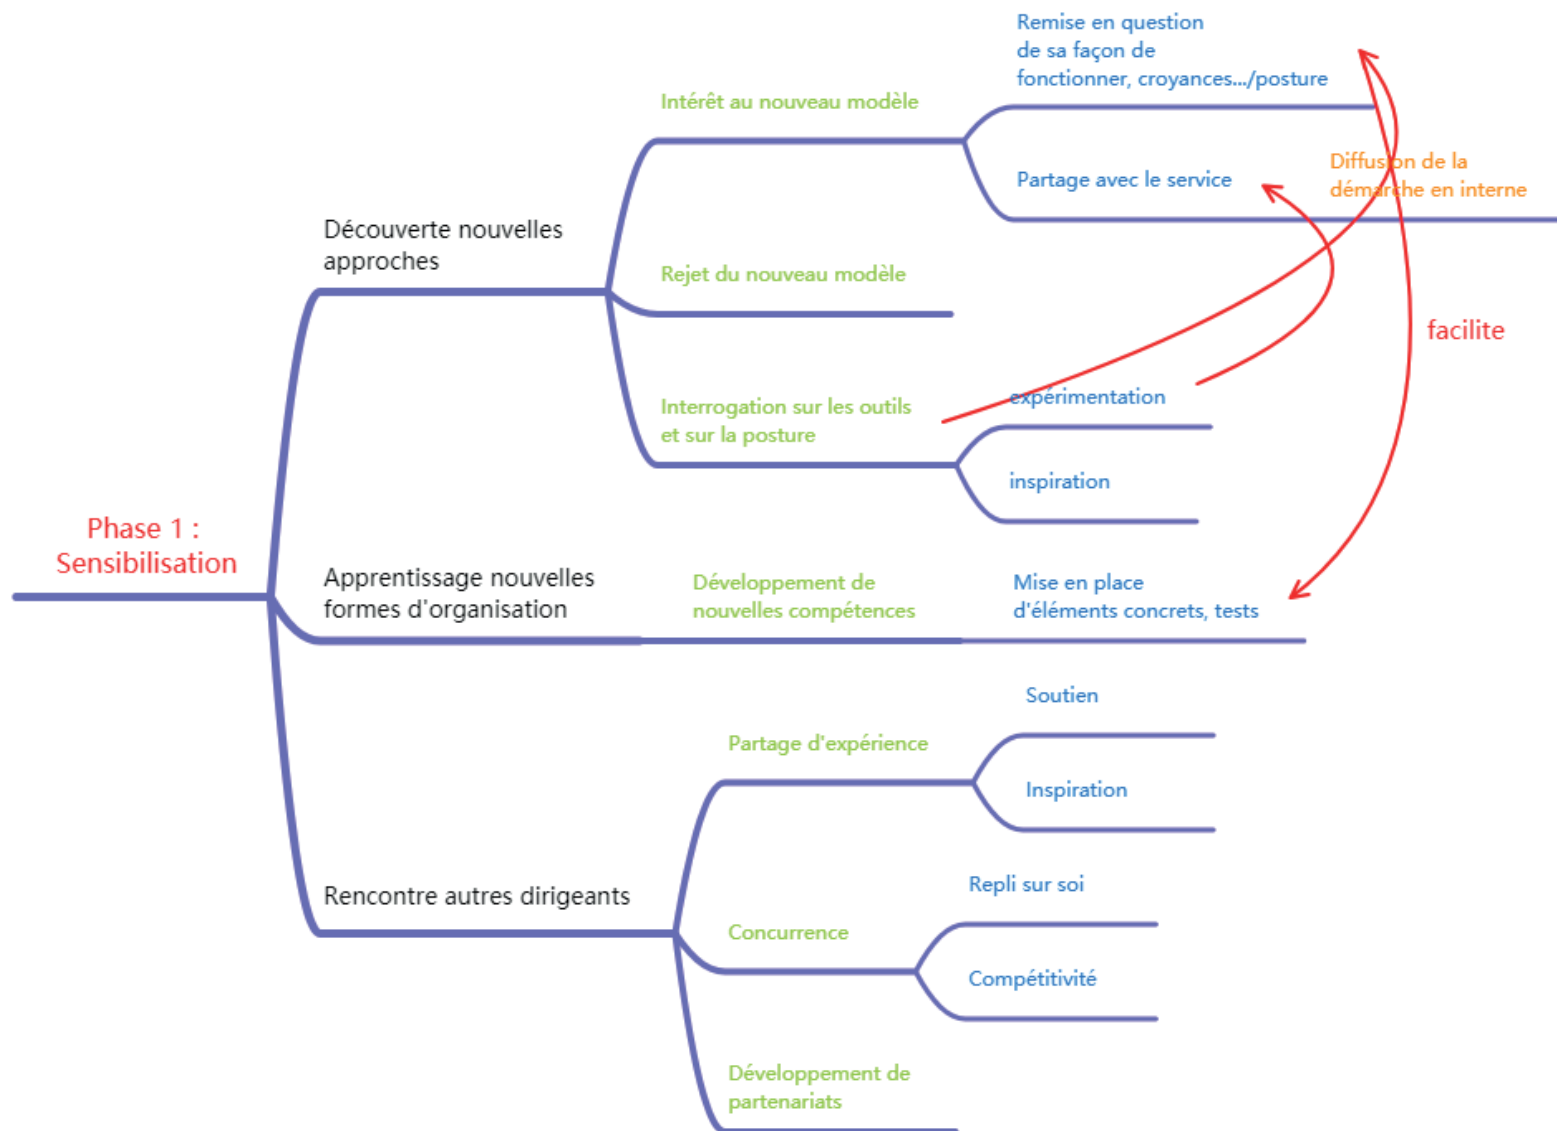 Remise en question
de sa façon de
fonctionner, croyances.../posture
Intérêt au nouveau modèle
Partage avec le service
Diffusion de la
démarche en interne
Découverte nouvelles
approches
Rejet du nouveau modèle
facilite
Interrogation sur les outils
et sur la posture
expérimentation
inspiration
Phase 1 :
Sensibilisation
Apprentissage nouvelles
formes d'organisation
Développement de
nouvelles compétences
Mise en place
d'éléments concrets, tests
Soutien
Partage d'expérience
Inspiration
Rencontre autres dirigeants
Repli sur soi
Concurrence
Compétitivité
Développement de
partenariats